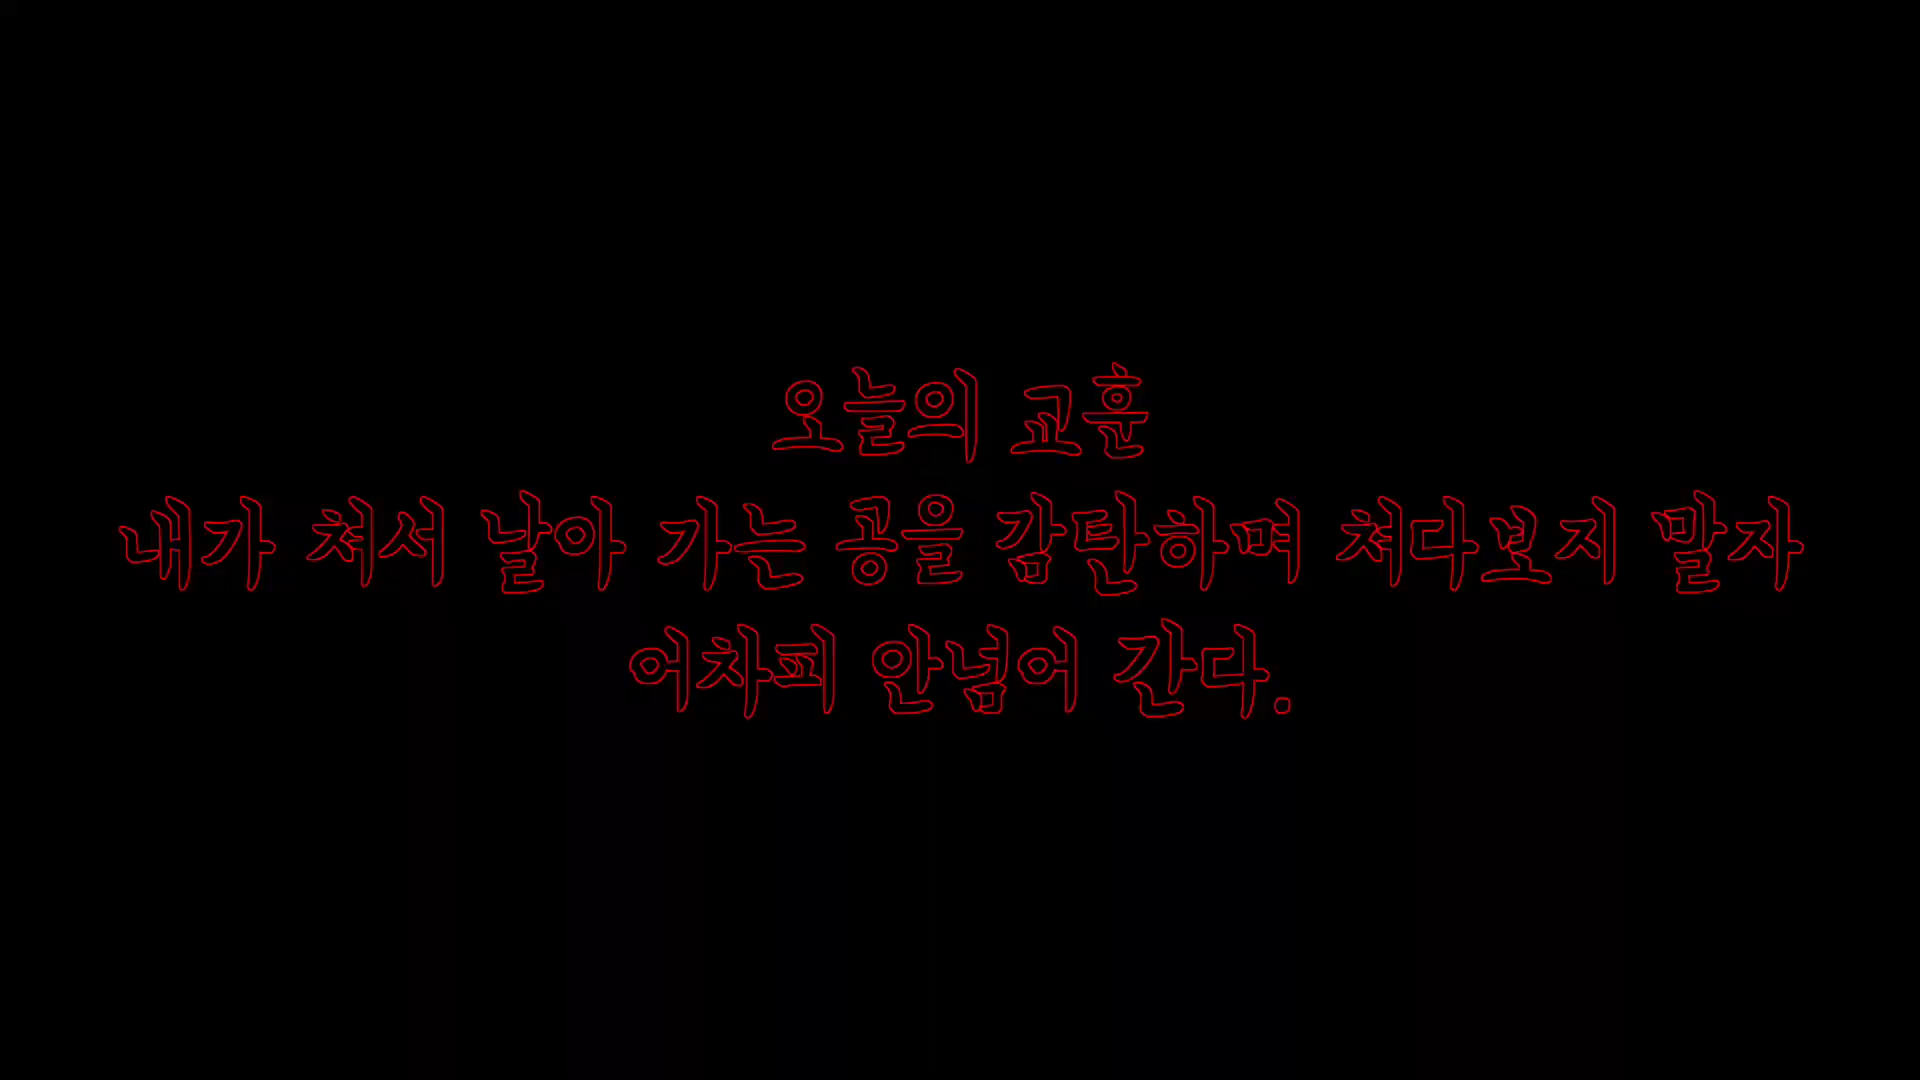 오늘의 교훈
내가 쳐서 날아 가는 공을 감탄하며 쳐다보지 말자
어차피 안넘어 간다.